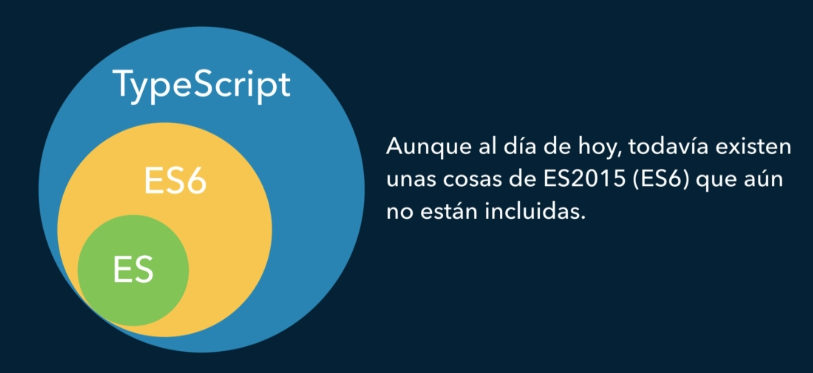 TypeScript
ES6
ES
Aunque al día de hoy, todavía existen
unas cosas de ES2015 (ES6) que aún
no están incluidas.